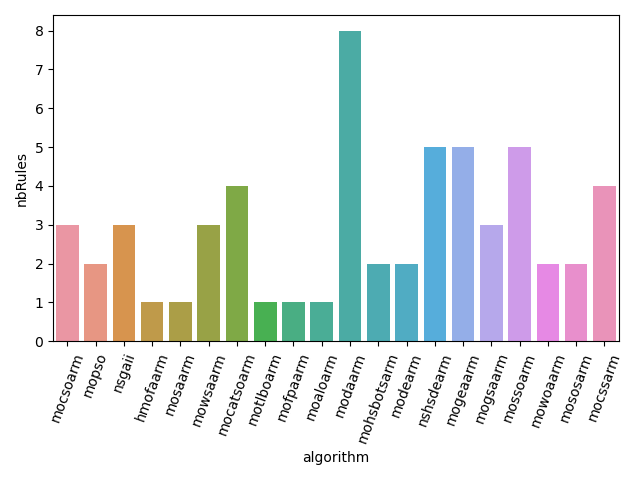 8
7
6
5
4
3
2
1
0
nbRules
mocsoarm
mopso
nsgaii
hmofaarm
mosaarm
mowsaarm
mocatsoarm
motlboarm
mofpaarm
moaloarm
modaarm
mohsbotsarm
modearm
nshsdearm
mogeaarm
mogsaarm
mossoarm
mowoaarm
mososarm
mocssarm
algorithm